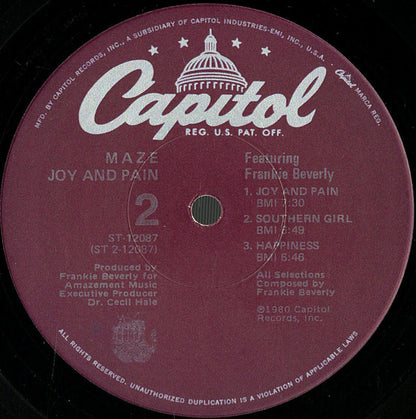 MFD. BY CAPITOL RECORDS, INC., A SUBSIDIARY OF CAPITOL INDUSTRIES-EMI, INC., U.S.A.
Capitol MARCA REG.
Capitol
REG. U.S. PAT. OFF.
MAZE
JOY AND PAIN
2
ST-12087
(ST 2-12087)
Produced by
Frankie Beverly for
Amazement Music
Executive Producer
Dr. Cecil Hale
Featuring
Frankie Beverly
1. JOY AND PAIN
BMI 7:30
2. SOUTHERN GIRL
BMI 6:49
3. HAPPINESS
BMI 5:46
All Selections
Composed by
Frankie Beverly
©1980 Capitol
Records, Inc.
ALL RIGHTS RESERVED. UNAUTHORIZED DUPLICATION IS A VIOLATION OF APPLICABLE LAWS